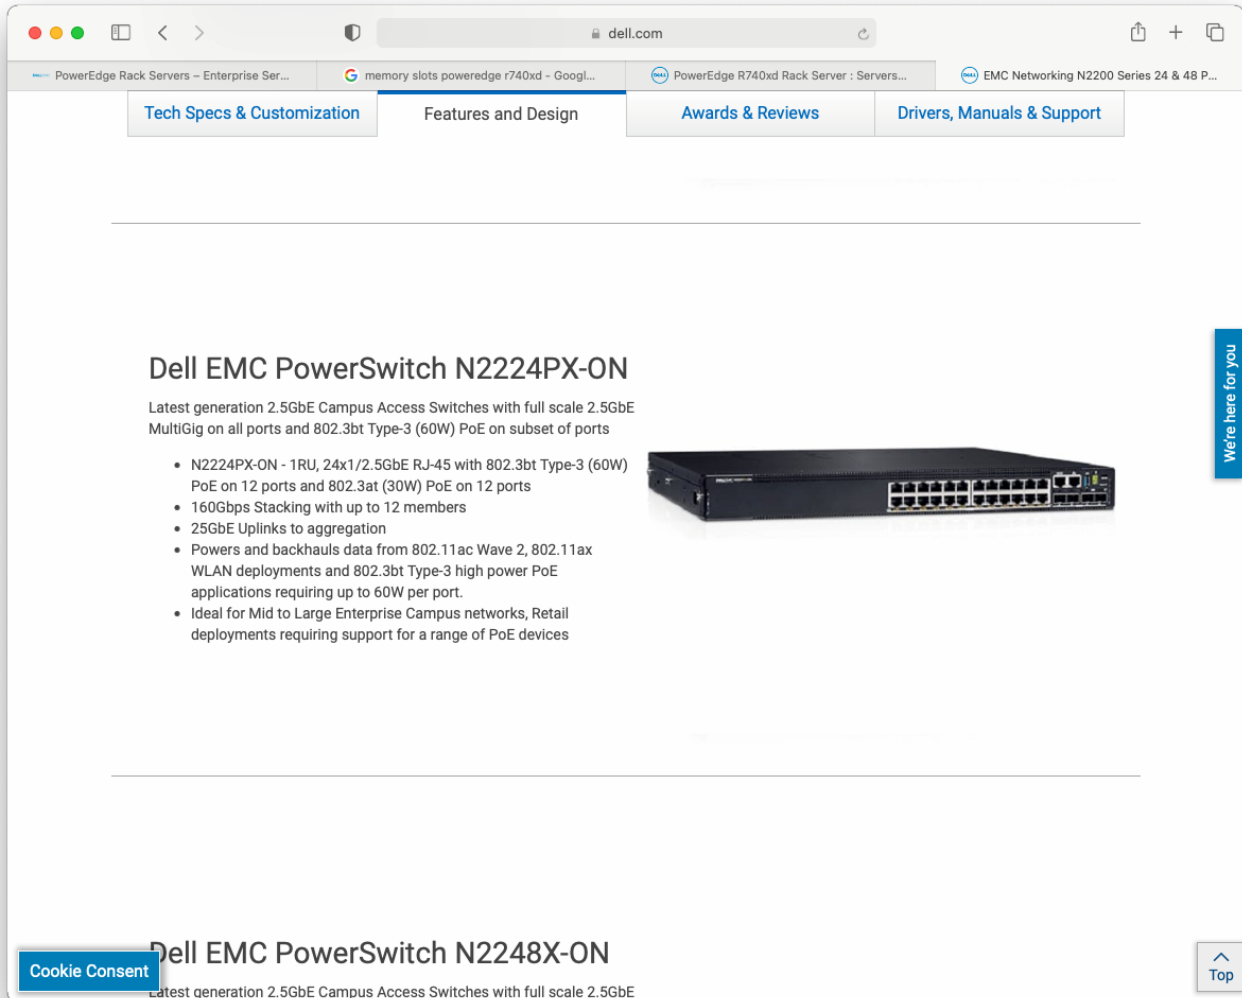 dell.com
PowerEdge Rack Servers – Enterprise Ser...
memory slots poweredge r740xd - Googl...
PowerEdge R740xd Rack Server : Servers...
EMC Networking N2200 Series 24 & 48 P...
Tech Specs & Customization
Features and Design
Awards & Reviews
Drivers, Manuals & Support
Dell EMC PowerSwitch N2224PX-ON
Latest generation 2.5GbE Campus Access Switches with full scale 2.5GbE
MultiGig on all ports and 802.3bt Type-3 (60W) PoE on subset of ports
• N2224PX-ON - 1RU, 24x1/2.5GbE RJ-45 with 802.3bt Type-3 (60W)
PoE on 12 ports and 802.3at (30W) PoE on 12 ports
• 160Gbps Stacking with up to 12 members
• 25GbE Uplinks to aggregation
• Powers and backhauls data from 802.11ac Wave 2, 802.11ax
WLAN deployments and 802.3bt Type-3 high power PoE
applications requiring up to 60W per port.
• Ideal for Mid to Large Enterprise Campus networks, Retail
deployments requiring support for a range of PoE devices
We're here for you
Dell EMC PowerSwitch N2248X-ON
Cookie Consent
Latest generation 2.5GbE Campus Access Switches with full scale 2.5GbE
Top